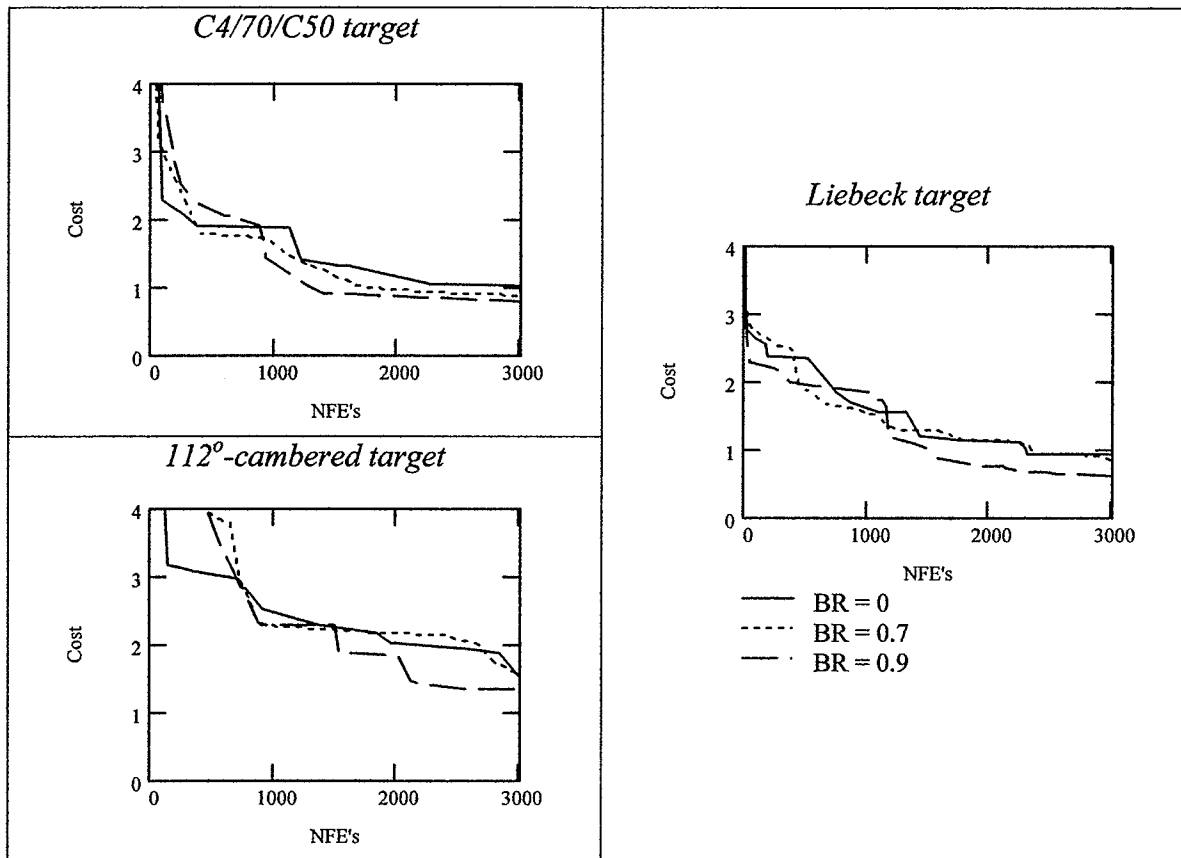 C4/70/C50 target
4
3
2
1
0
Cost
0 1000 2000 3000
NFE's
112°-cambered target
4
3
2
1
0
Cost
0 1000 2000 3000
NFE's
Liebeck target
4
3
2
1
0
Cost
0 1000 2000 3000
NFE's
BR = 0
BR = 0.7
BR = 0.9